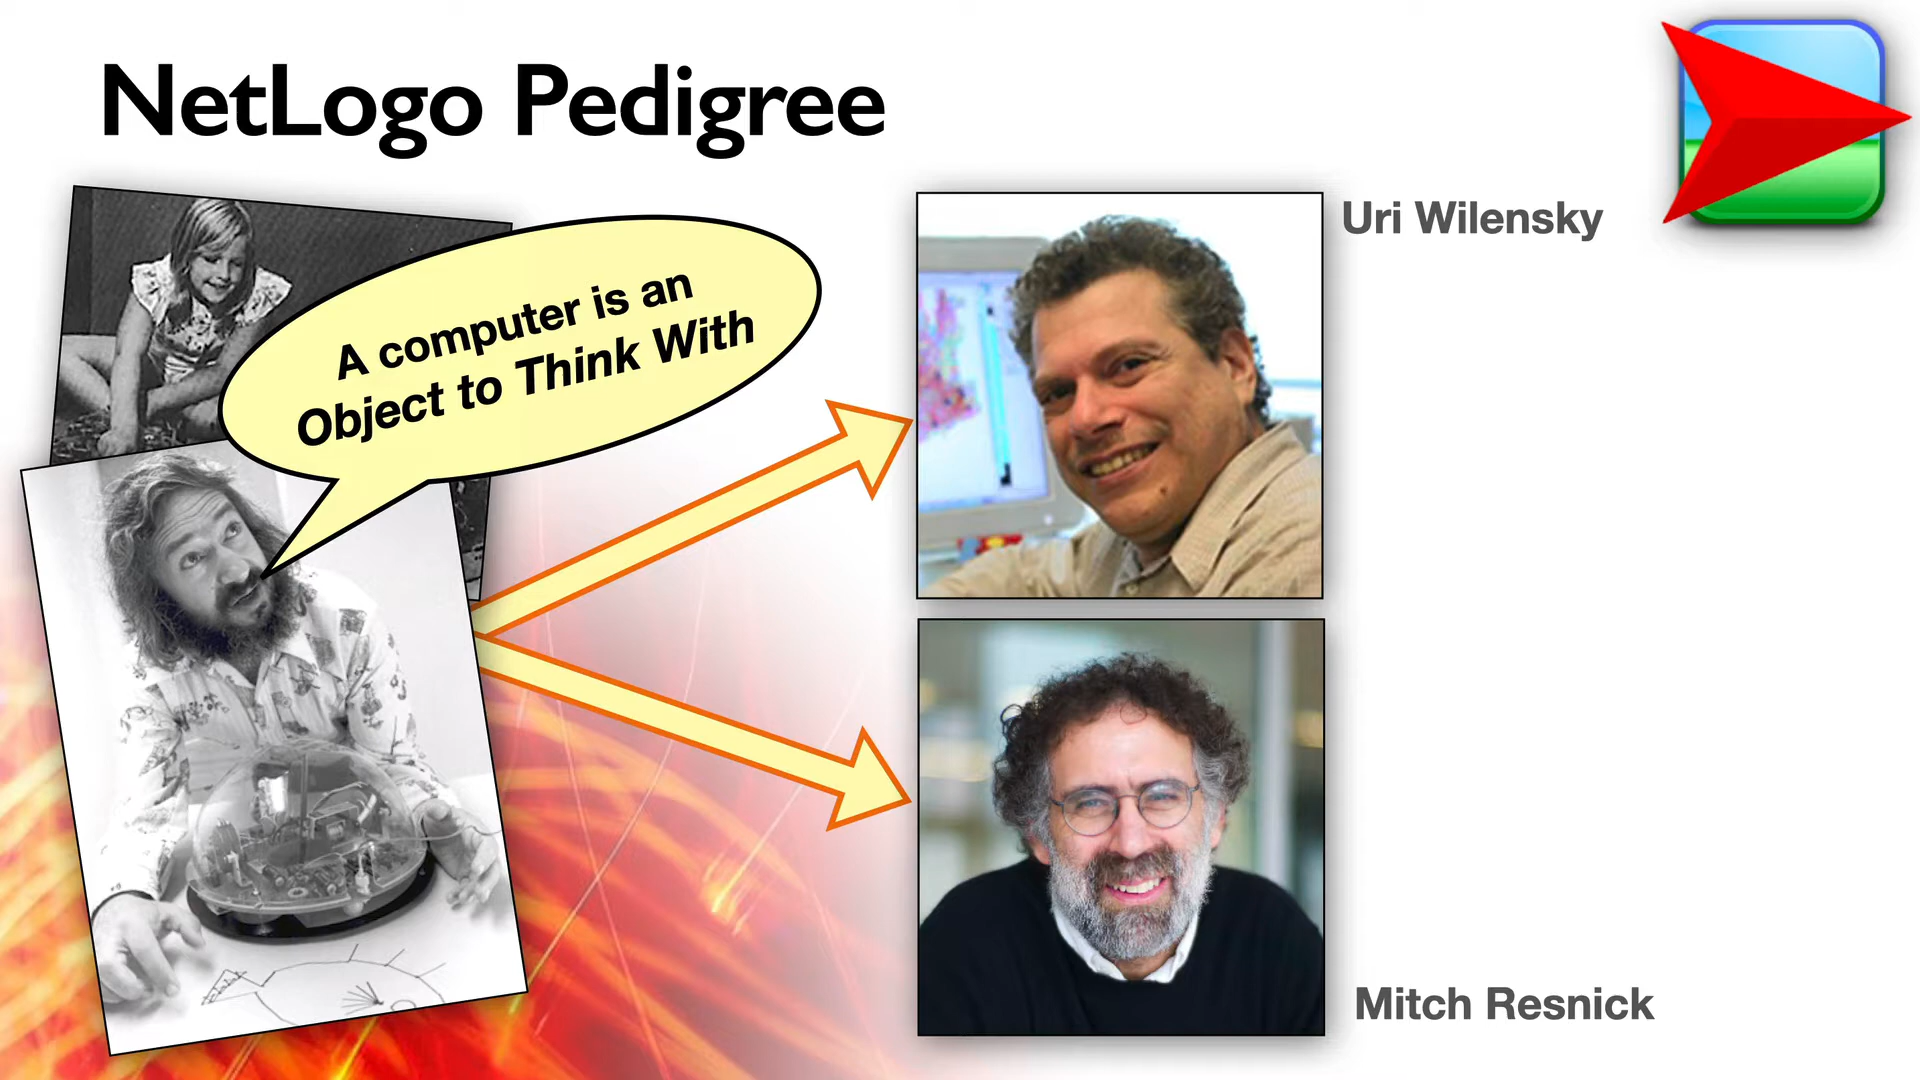 NetLogo Pedigree
A computer is an
Object to Think With
Uri Wilensky
Mitch Resnick